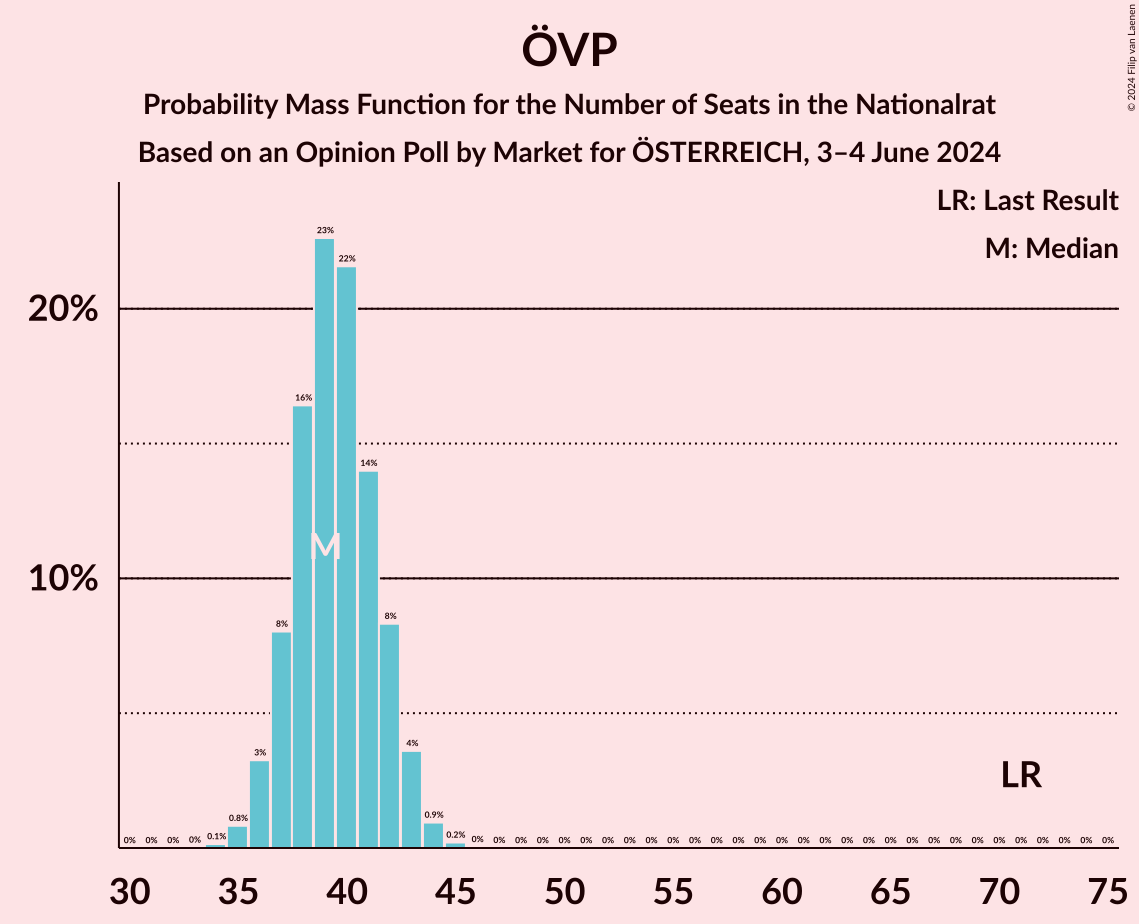 ÖVP
Probability Mass Function for the Number of Seats in the Nationalrat
Based on an Opinion Poll by Market for ÖSTERREICH, 3–4 June 2024
© 2024 Filip van Laenen
LR: Last Result
M: Median
20%
10%
0% 0% 0% 0% 0.1% 0.8% 3% 8% 16% 23% 22% 14% 8% 4% 0.9% 0.2% 0% 0% 0% 0% 0% 0% 0% 0% 0% 0% 0% 0% 0% 0% 0% 0% 0% 0% 0% 0% 0% 0% 0% 0% 0% 0% 0% 0% 0% 0%
M
LR
30 35 40 45 50 55 60 65 70 75